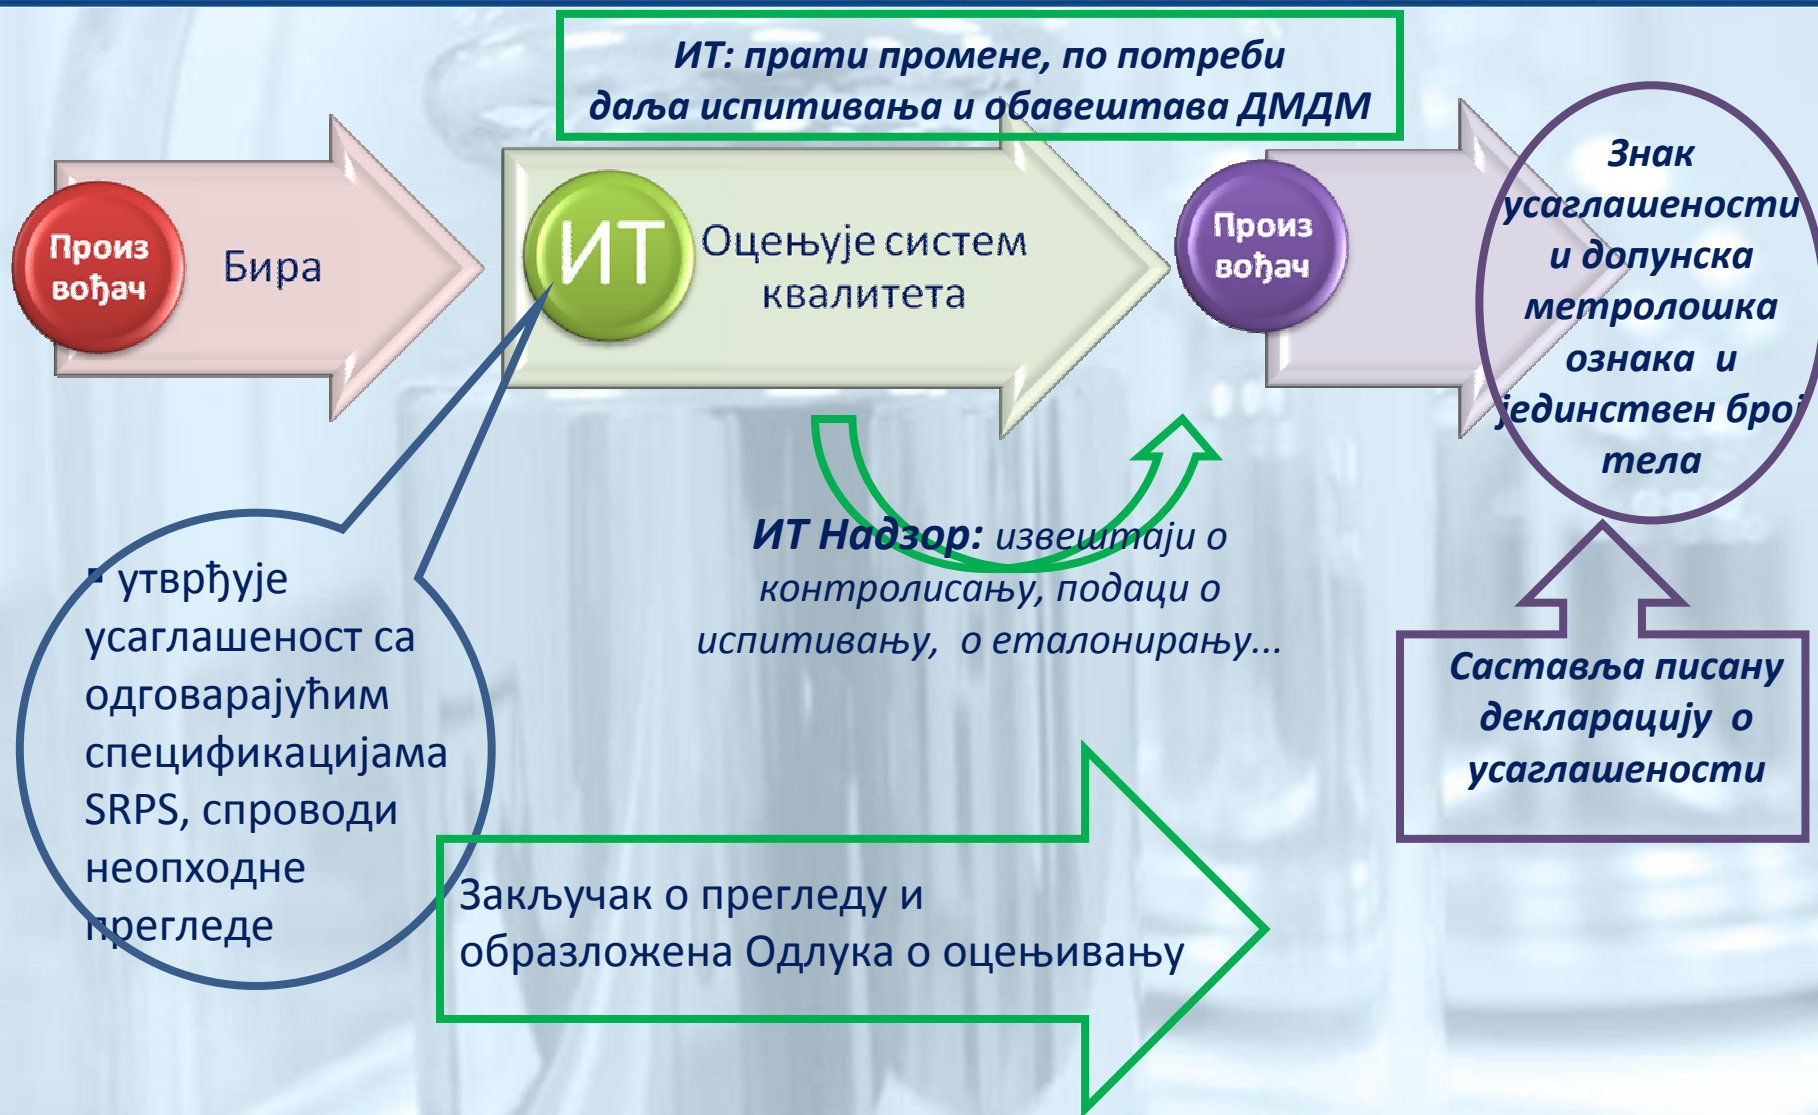 ИТ: прати промене, по потреби
даља испитивања и обавештава ДМДМ
Произ
вођач
Бира
ИТ
Оцењује систем
квалитета
Произ
вођач
Знак
усаглашености
и допунска
метролошка
ознака и
јединствен број
тела
▪ утврђује
усаглашеност са
одговарајућим
спецификацијама
SRPS, спроводи
неопходне
прегледе
ИТ Надзор: извештаји о
контролисању, подаци о
испитивању, о еталонирању...
Саставља писану
декларацију о
усаглашености
Закључак о прегледу и
образложена Одлука о оцењивању